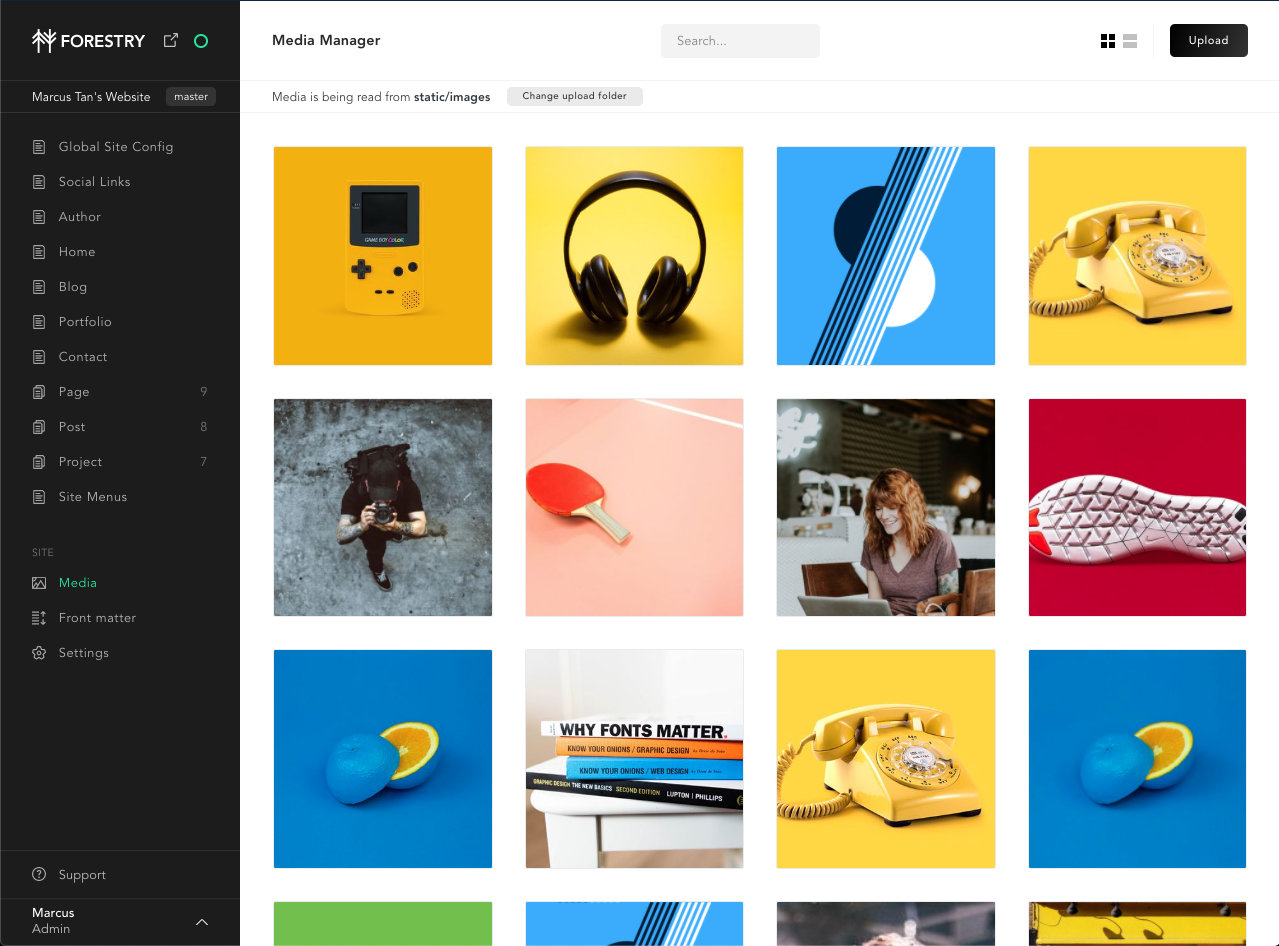 FORESTRY
Media Manager
Search...
Upload
Marcus Tan's Website
master
Media is being read from static/images
Change upload folder
Global Site Config
Social Links
Author
Home
Blog
Portfolio
Contact
Page 9
Post 8
Project 7
Site Menus
SITE
Media
Front matter
Settings
Support
Marcus
Admin
GAME BOY COLOR
WHY FONTS MATTER.
KNOW YOUR ONIONS / GRAPHIC DESIGN
KNOW YOUR ONIONS / WEB DESIGN
GRAPHIC DESIGN THE NEW BASICS SECOND EDITION LUPTON | PHILLIPS